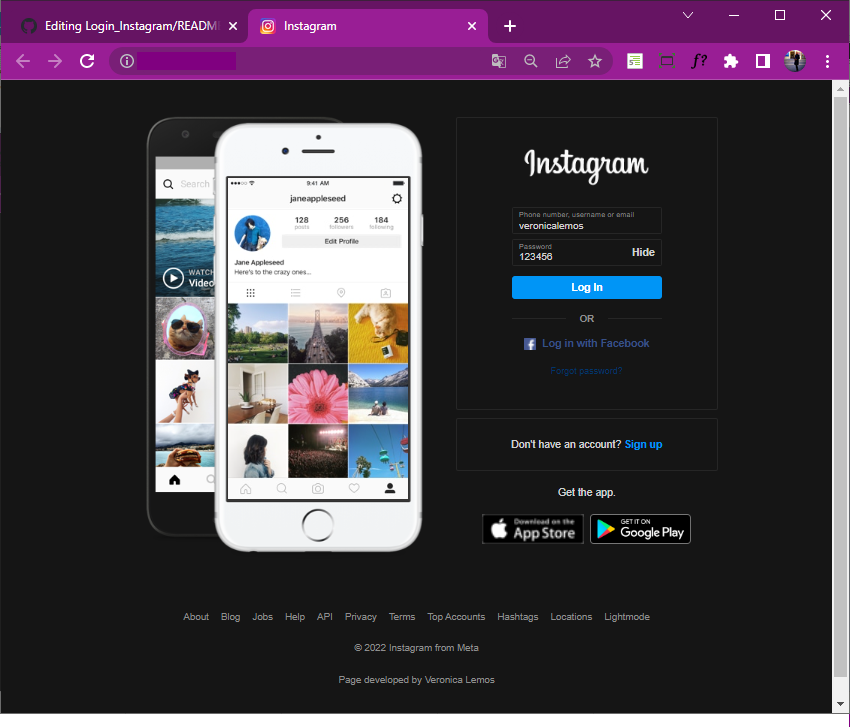 Editing Login_Instagram/READM
Instagram
Search
WATCH
Video
9:41 AM
janeappleseed
128 256 184
posts followers following
Edit Profile
Jane Appleseed
Here's to the crazy ones...
Instagram
Phone number, username or email
veronicalemos
Password
123456 Hide
Log In
OR
Log in with Facebook
Forgot password?
Don't have an account? Sign up
Get the app.
Download on the
App Store
GET IT ON
Google Play
About Blog Jobs Help API Privacy Terms Top Accounts Hashtags Locations Lightmode
© 2022 Instagram from Meta
Page developed by Veronica Lemos